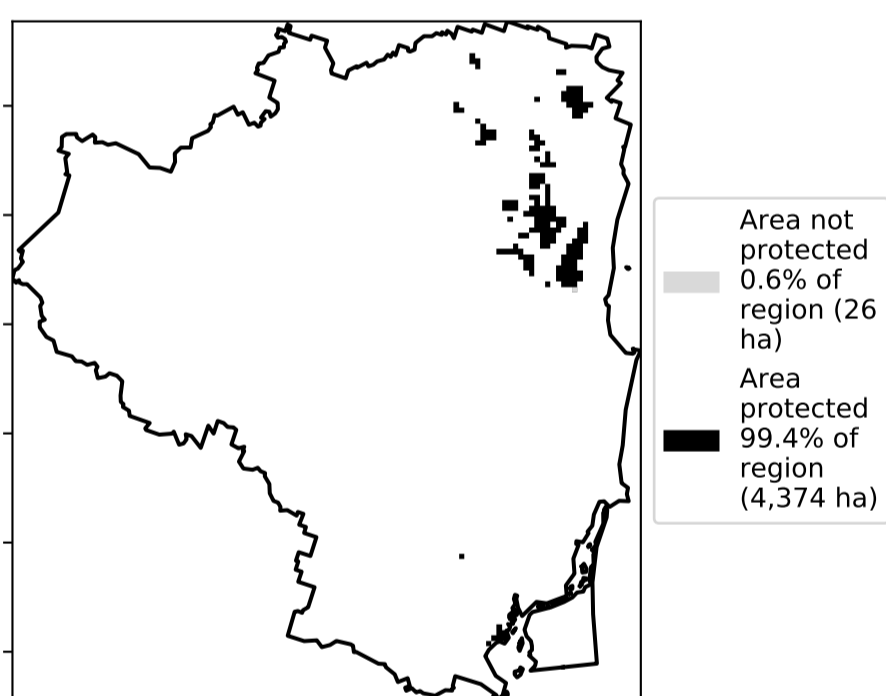 Area not
protected
0.6% of
region (26
ha)
Area
protected
99.4% of
region
(4,374 ha)